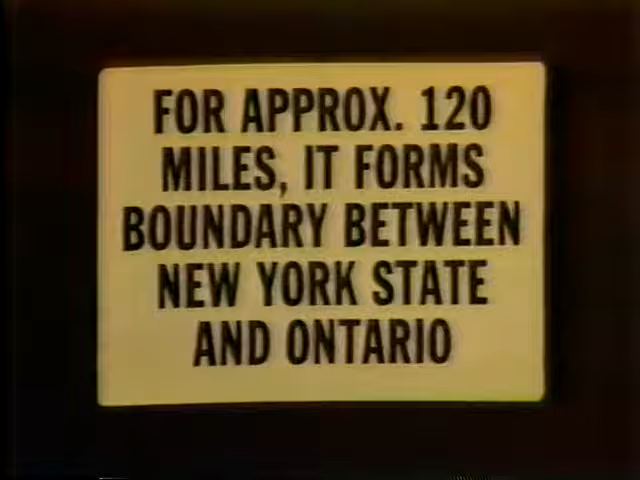 FOR APPROX. 120
MILES, IT FORMS
BOUNDARY BETWEEN
NEW YORK STATE
AND ONTARIO